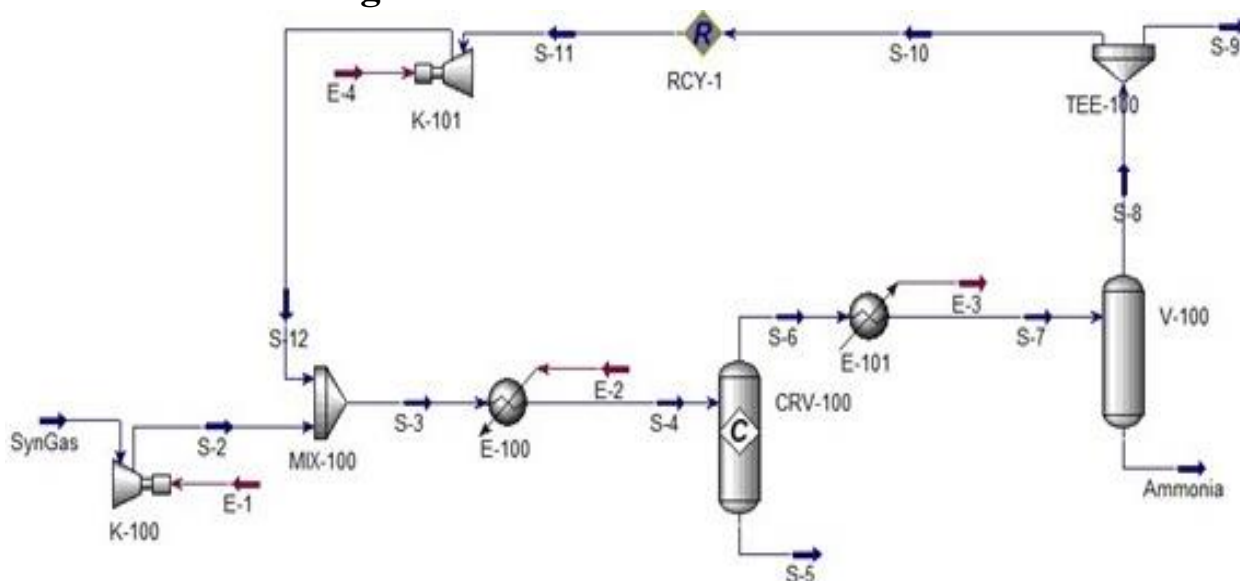 S-9
S-11
R
S-10
RCY-1
E-4
K-101
TEE-100
S-8
S-12
S-6
E-3
S-7
V-100
E-101
E-2
CRV-100
SynGas
S-2
S-3
E-100
S-4
C
MIX-100
E-1
K-100
Ammonia
S-5